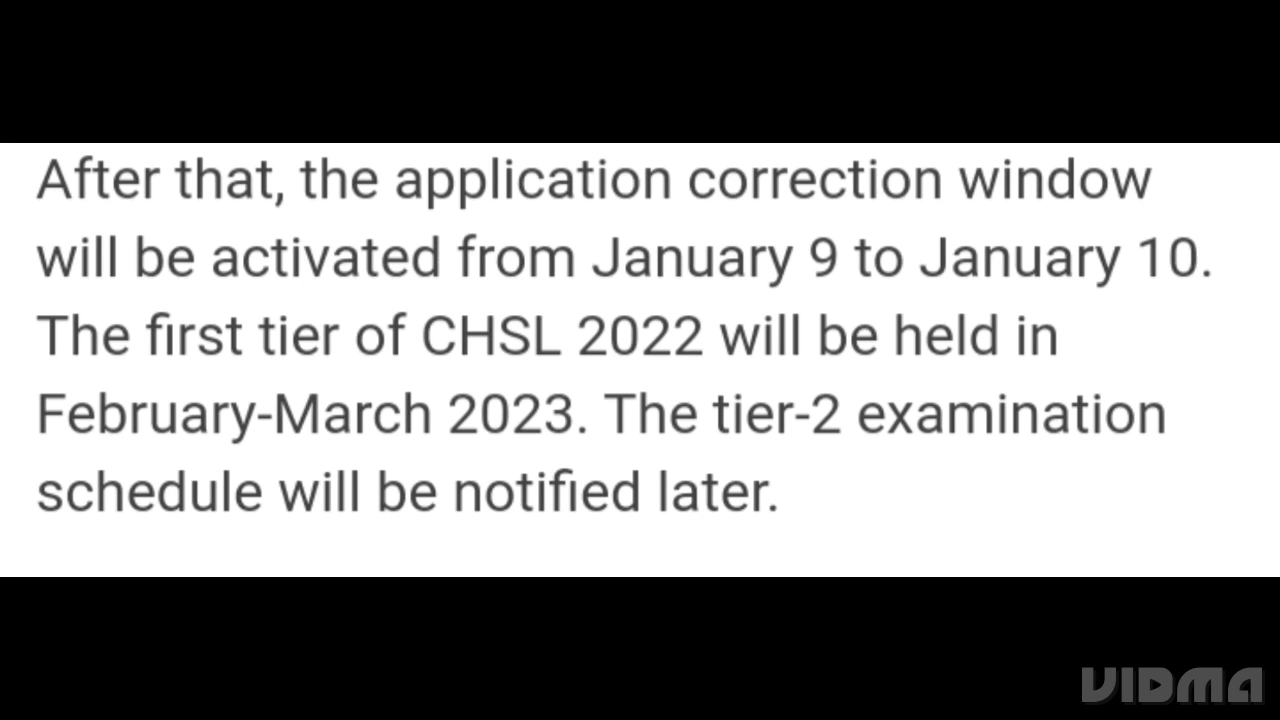 After that, the application correction window
will be activated from January 9 to January 10.
The first tier of CHSL 2022 will be held in
February-March 2023. The tier-2 examination
schedule will be notified later.
VIDMA